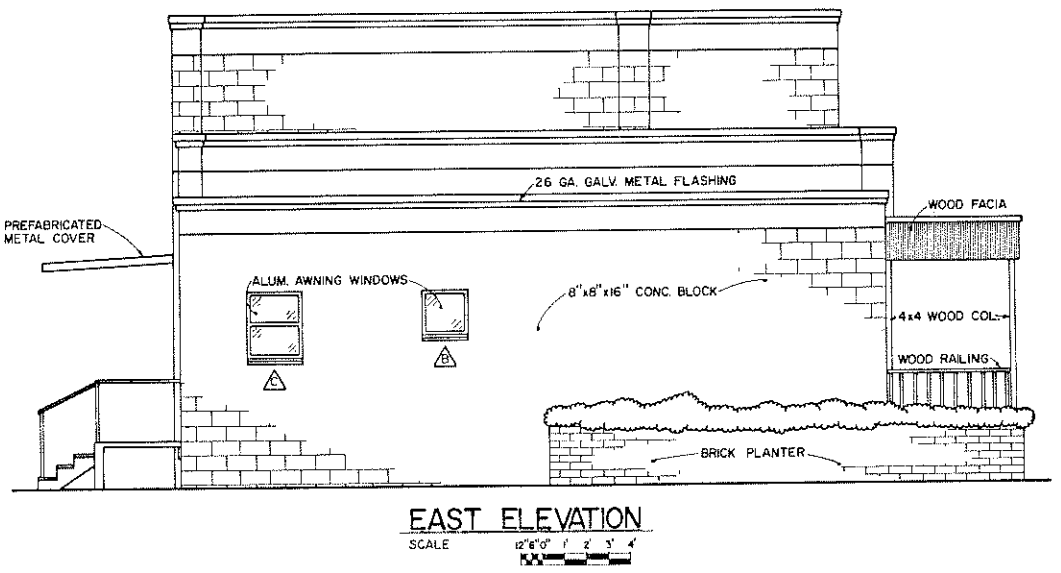 26 GA. GALV. METAL FLASHING
WOOD FACIA
PREFABRICATED
METAL COVER
ALUM. AWNING WINDOWS
8"x8"x16" CONC. BLOCK
4x4 WOOD COL.
WOOD RAILING
B
C
BRICK PLANTER
EAST ELEVATION
SCALE 12"6"0" 1' 2' 3' 4'